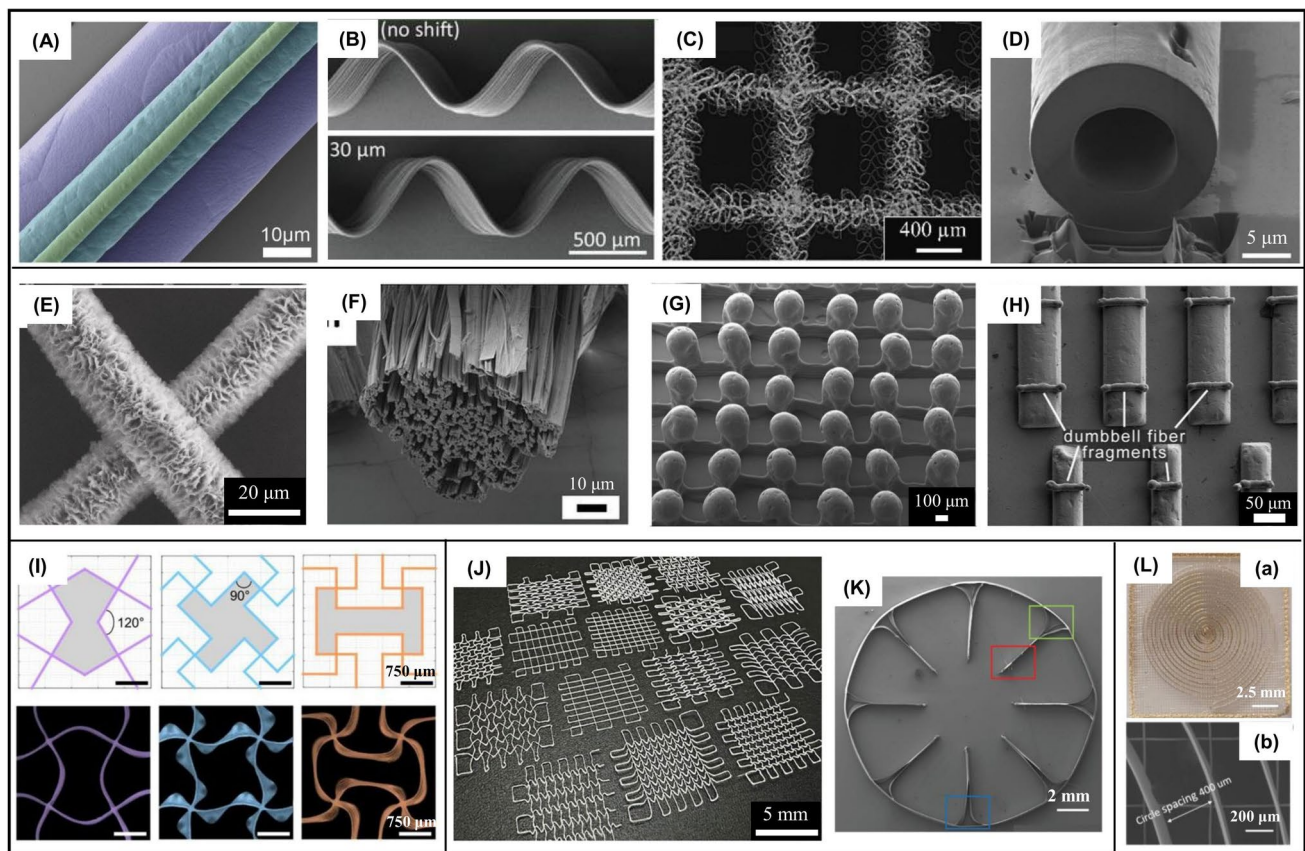 (A)
10μm
(B)
(no shift)
30 μm
500 μm
(C)
400 μm
(D)
5 μm
(E)
20 μm
(F)
10 μm
(G)
100 μm
(H)
dumbbell fiber
fragments
50 μm
(I)
120°
90°
750 μm
750 μm
(J)
5 mm
(K)
2 mm
(L)
(a)
2.5 mm
(b)
Circle spacing 400 um
200 μm